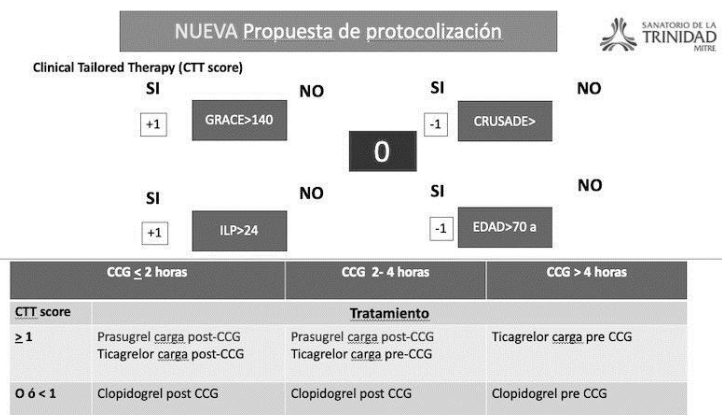 NUEVA Propuesta de protocolización
SANATORIO DE LA
TRINIDAD
MITRE
Clinical Tailored Therapy (CTT score)
SI NO SI NO
+1 GRACE>140 -1 CRUSADE>
0
SI NO SI NO
+1 ILP>24 -1 EDAD>70 a
CCG ≤ 2 horas CCG 2- 4 horas CCG > 4 horas
CTT score Tratamiento
≥ 1 Prasugrel carga post-CCG Prasugrel carga post-CCG Ticagrelor carga pre CCG
Ticagrelor carga post-CCG Ticagrelor carga pre-CCG
O ó < 1 Clopidogrel post CCG Clopidogrel post CCG Clopidogrel pre CCG